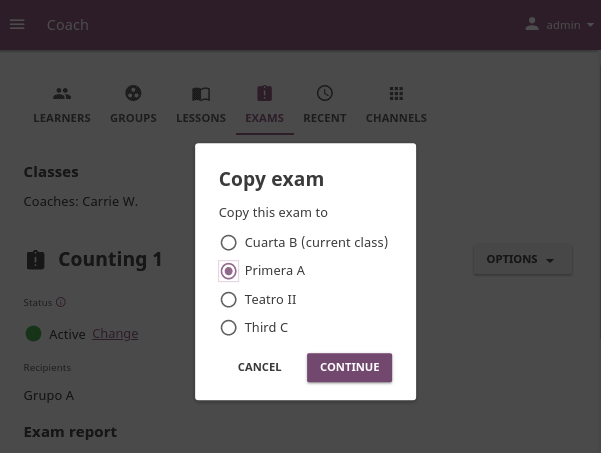 Coach
admin
LEARNERS GROUPS LESSONS EXAMS RECENT CHANNELS
Classes
Coaches: Carrie W.
Counting 1
OPTIONS
Status
Active Change
Recipients
Grupo A
Exam report
Copy exam
Copy this exam to
Cuarta B (current class)
Primera A
Teatro II
Third C
CANCEL CONTINUE